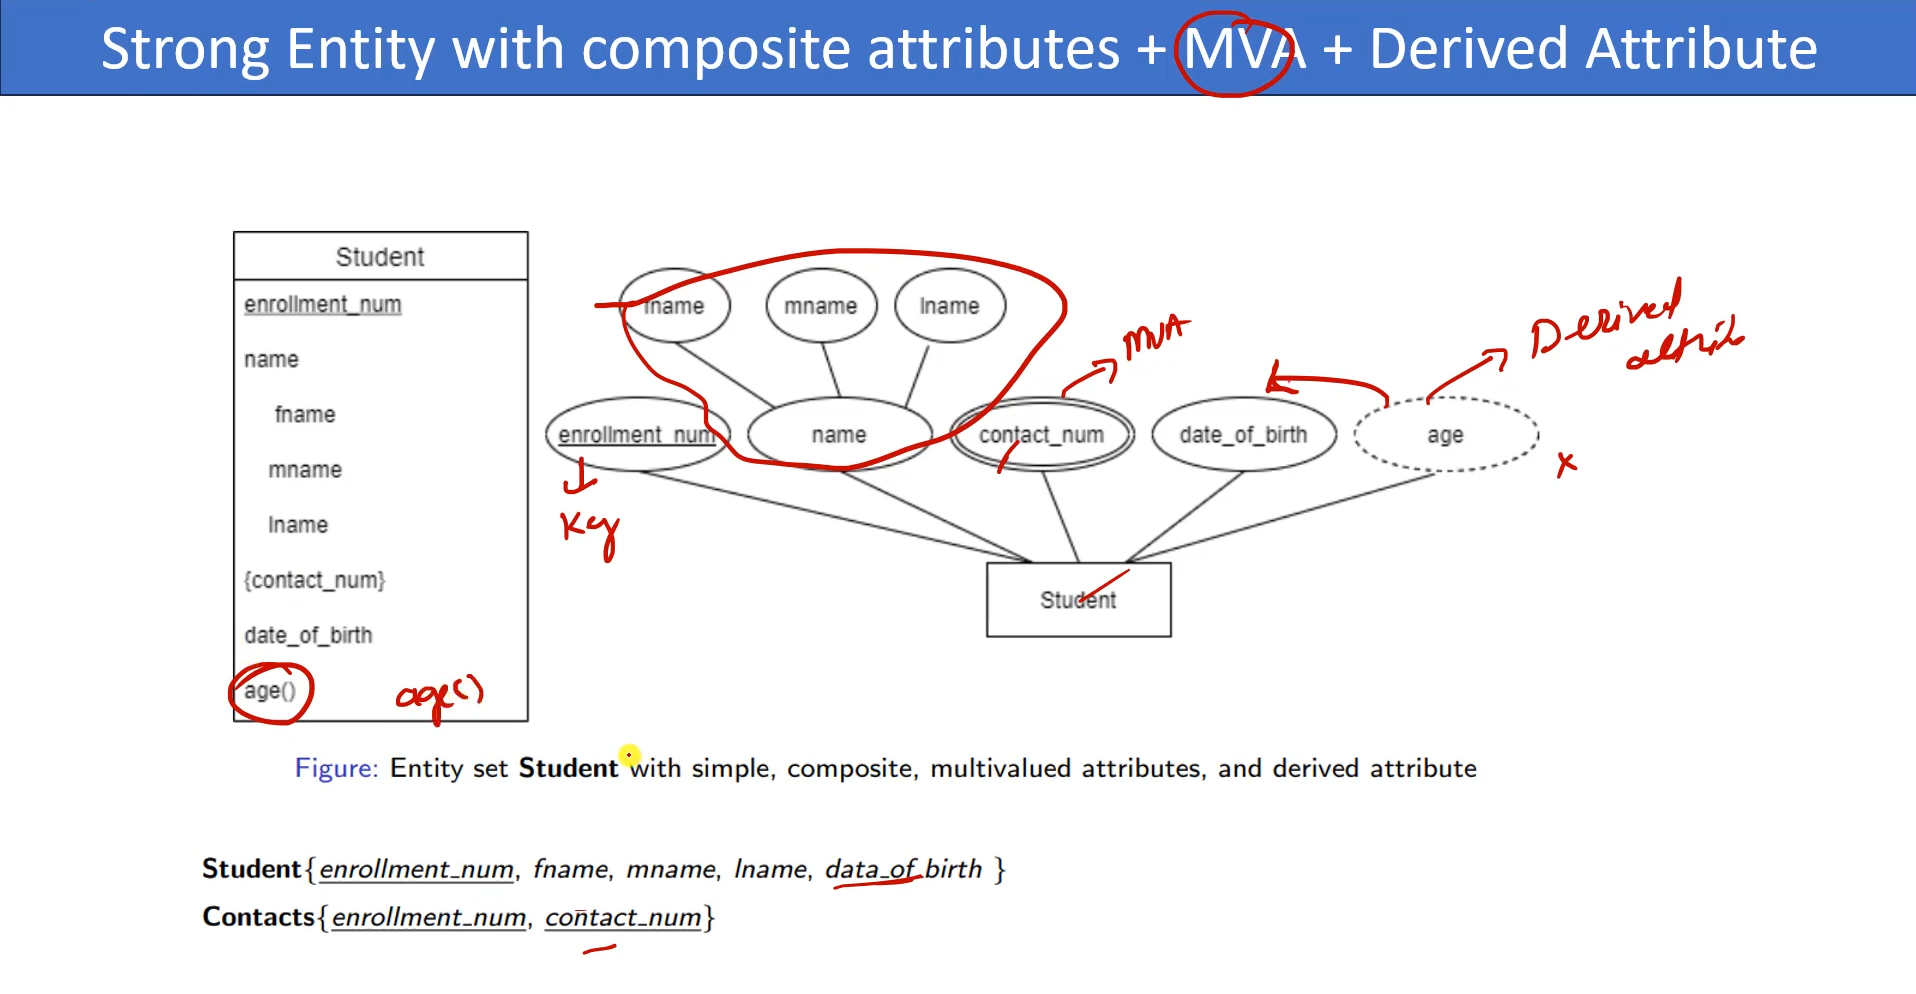 Strong Entity with composite attributes + MVA + Derived Attribute
Student
enrollment_num
name
fname
mname
lname
{contact_num}
date_of_birth
age()
age()
fname
mname
lname
MVA
Derived
enrollment_num
name
contact_num
date_of_birth
age
x
Key
Student
Figure: Entity set Student with simple, composite, multivalued attributes, and derived attribute
Student{enrollment_num, fname, mname, lname, data_of_birth }
Contacts{enrollment_num, contact_num}